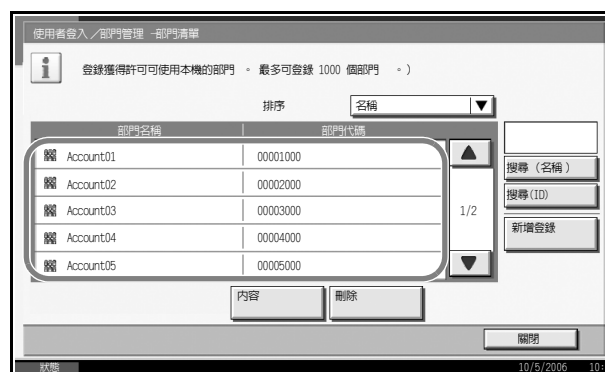 使用者登入／部門管理 -部門清單
登錄獲得許可可使用本機的部門 。 最多可登錄 1000 個部門 。)
排序 名稱
部門名稱 部門代碼
Account01 00001000
Account02 00002000
Account03 00003000
Account04 00004000
Account05 00005000
1/2
搜尋 (名稱)
搜尋(ID)
新增登錄
內容 刪除
關閉
狀態 10/5/2006 10: